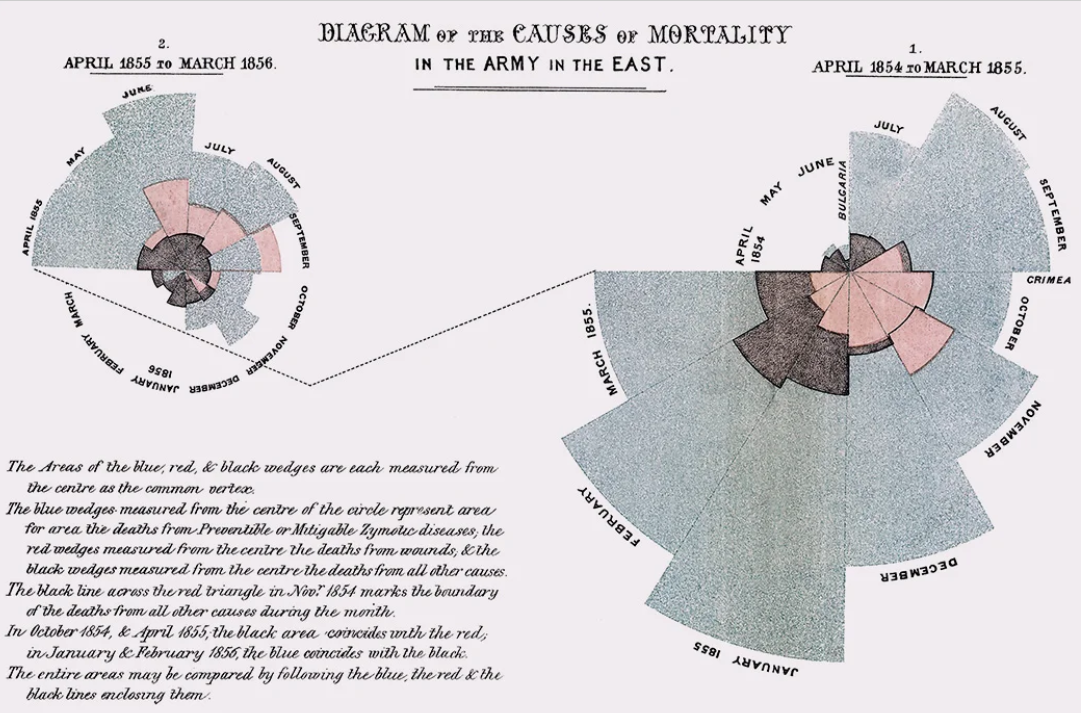 DIAGRAM OF THE CAUSES OF MORTALITY
IN THE ARMY IN THE EAST.
2.
APRIL 1855 TO MARCH 1856.
1.
APRIL 1854 TO MARCH 1855.
APRIL 1855
MAY
JUNE
JULY
AUGUST
SEPTEMBER
OCTOBER
NOVEMBER
DECEMBER
JANUARY 1856
FEBRUARY
MARCH
APRIL 1854
MAY
JUNE
BULGARIA
JULY
AUGUST
SEPTEMBER
CRIMEA
OCTOBER
NOVEMBER
DECEMBER
JANUARY 1855
FEBRUARY
MARCH 1855.
The Areas of the blue, red, & black wedges are each measured from
the centre as the common vertex.
The blue wedges measured from the centre of the circle represent area
for area the deaths from Preventible or Mitigable Zymotic diseases; the
red wedges measured from the centre the deaths from wounds; & the
black wedges measured from the centre the deaths from all other causes.
The black line across the red triangle in Novr. 1854 marks the boundary
of the deaths from all other causes during the month.
In October 1854, & April 1855, the black area coincides with the red;
in January & February 1856, the blue coincides with the black.
The entire areas may be compared by following the blue, the red & the
black lines enclosing them.